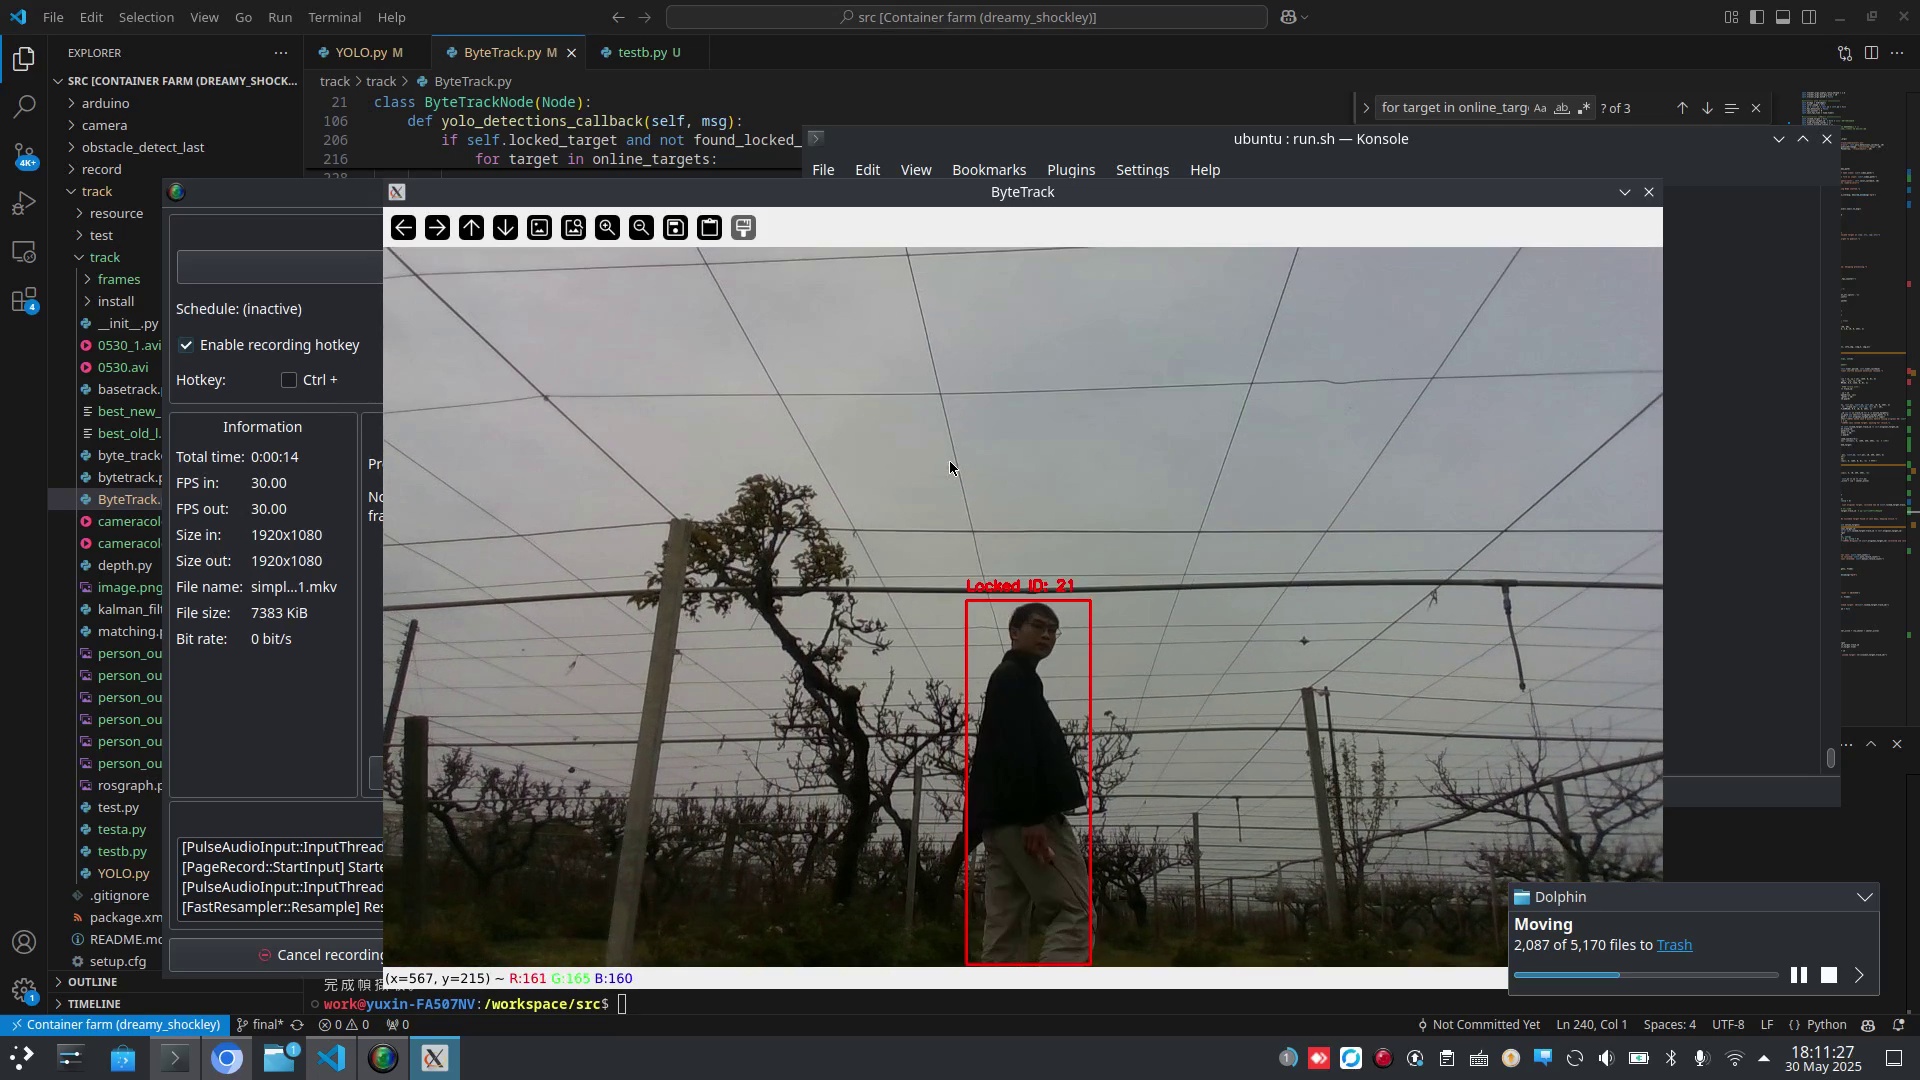 File Edit Selection View Go Run Terminal Help
src [Container farm (dreamy_shockley)]
EXPLORER
YOLO.py M
ByteTrack.py M
testb.py U
SRC [CONTAINER FARM (DREAMY_SHOCK...
track > track > ByteTrack.py
arduino
camera
obstacle_detect_last
record
track
resource
test
track
frames
install
__init__.py
0530_1.avi
0530.avi
basetrack.
best_new_
best_old_l.
byte_track
bytetrack.p
ByteTrack.
cameracol
cameracol
depth.py
image.png
kalman_filt
matching.p
person_ou
person_ou
person_ou
person_ou
person_ou
person_ou
rosgraph.p
test.py
testa.py
testb.py
YOLO.py
.gitignore
package.xm
README.md
setup.cfg
OUTLINE
TIMELINE
21 class ByteTrackNode(Node):
106 def yolo_detections_callback(self, msg):
206 if self.locked_target and not found_locked_
216 for target in online_targets:
for target in online_targ
Aa ab
? of 3
ubuntu : run.sh — Konsole
File Edit View Bookmarks Plugins Settings Help
ByteTrack
Schedule: (inactive)
Enable recording hotkey
Hotkey: Ctrl +
Information
Total time: 0:00:14
FPS in: 30.00
FPS out: 30.00
Size in: 1920x1080
Size out: 1920x1080
File name: simpl...1.mkv
File size: 7383 KiB
Bit rate: 0 bit/s
Pr
No
fra
[PulseAudioInput::InputThread
[PageRecord::StartInput] Starte
[PulseAudioInput::InputThread
[FastResampler::Resample] Res
Cancel recording
Locked ID: 21
(x=567, y=215) ~ R:161 G:165 B:160
work@yuxin-FA507NV:/workspace/src$
Dolphin
Moving
2,087 of 5,170 files to Trash
4K+
4
1
Container farm (dreamy_shockley)
final*
0 0
0
Not Committed Yet
Ln 240, Col 1
Spaces: 4
UTF-8
LF
{} Python
1
1
18:11:27
30 May 2025